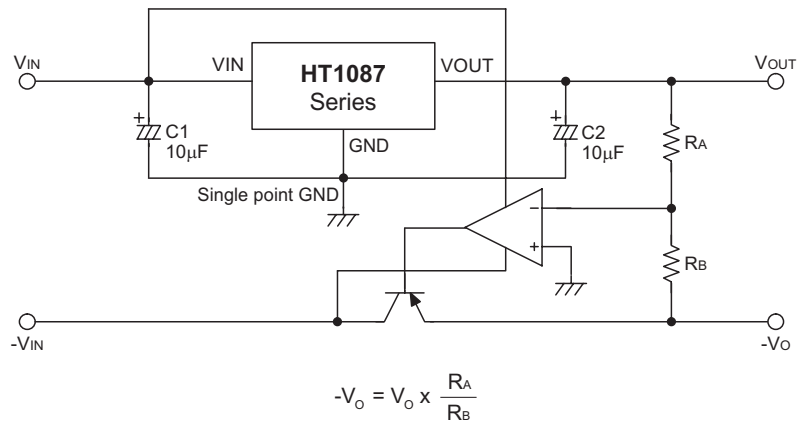 VIN
VIN
HT1087
Series
VOUT
VOUT
+
C1
10μF
GND
+
C2
10μF
RA
Single point GND
−
+
RB
-VIN
-VO
-VO = VO x RA
RB